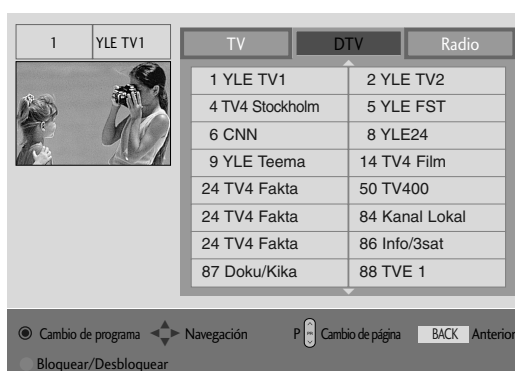 1 YLE TV1
TV DTV Radio
1 YLE TV1 2 YLE TV2
4 TV4 Stockholm 5 YLE FST
6 CNN 8 YLE24
9 YLE Teema 14 TV4 Film
24 TV4 Fakta 50 TV400
24 TV4 Fakta 84 Kanal Lokal
24 TV4 Fakta 86 Info/3sat
87 Doku/Kika 88 TVE 1
Cambio de programa Navegación P Cambio de página BACK Anterior
Bloquear/Desbloquear